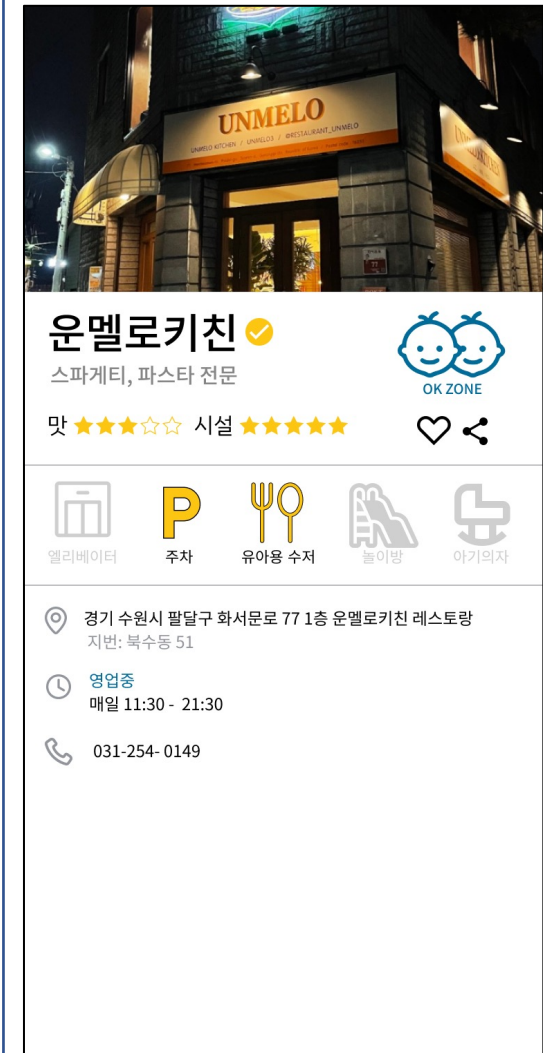 UNMELO
UNMELO KITCHEN / UNMELO3 / @RESTAURANT_UNMELO
운멜로키친
스파게티, 파스타 전문
OK ZONE
맛 ★★★☆☆ 시설 ★★★★★
P
엘리베이터 주차 유아용 수저 놀이방 아기의자
경기 수원시 팔달구 화서문로 77 1층 운멜로키친 레스토랑
지번: 북수동 51
영업중
매일 11:30 - 21:30
031-254- 0149